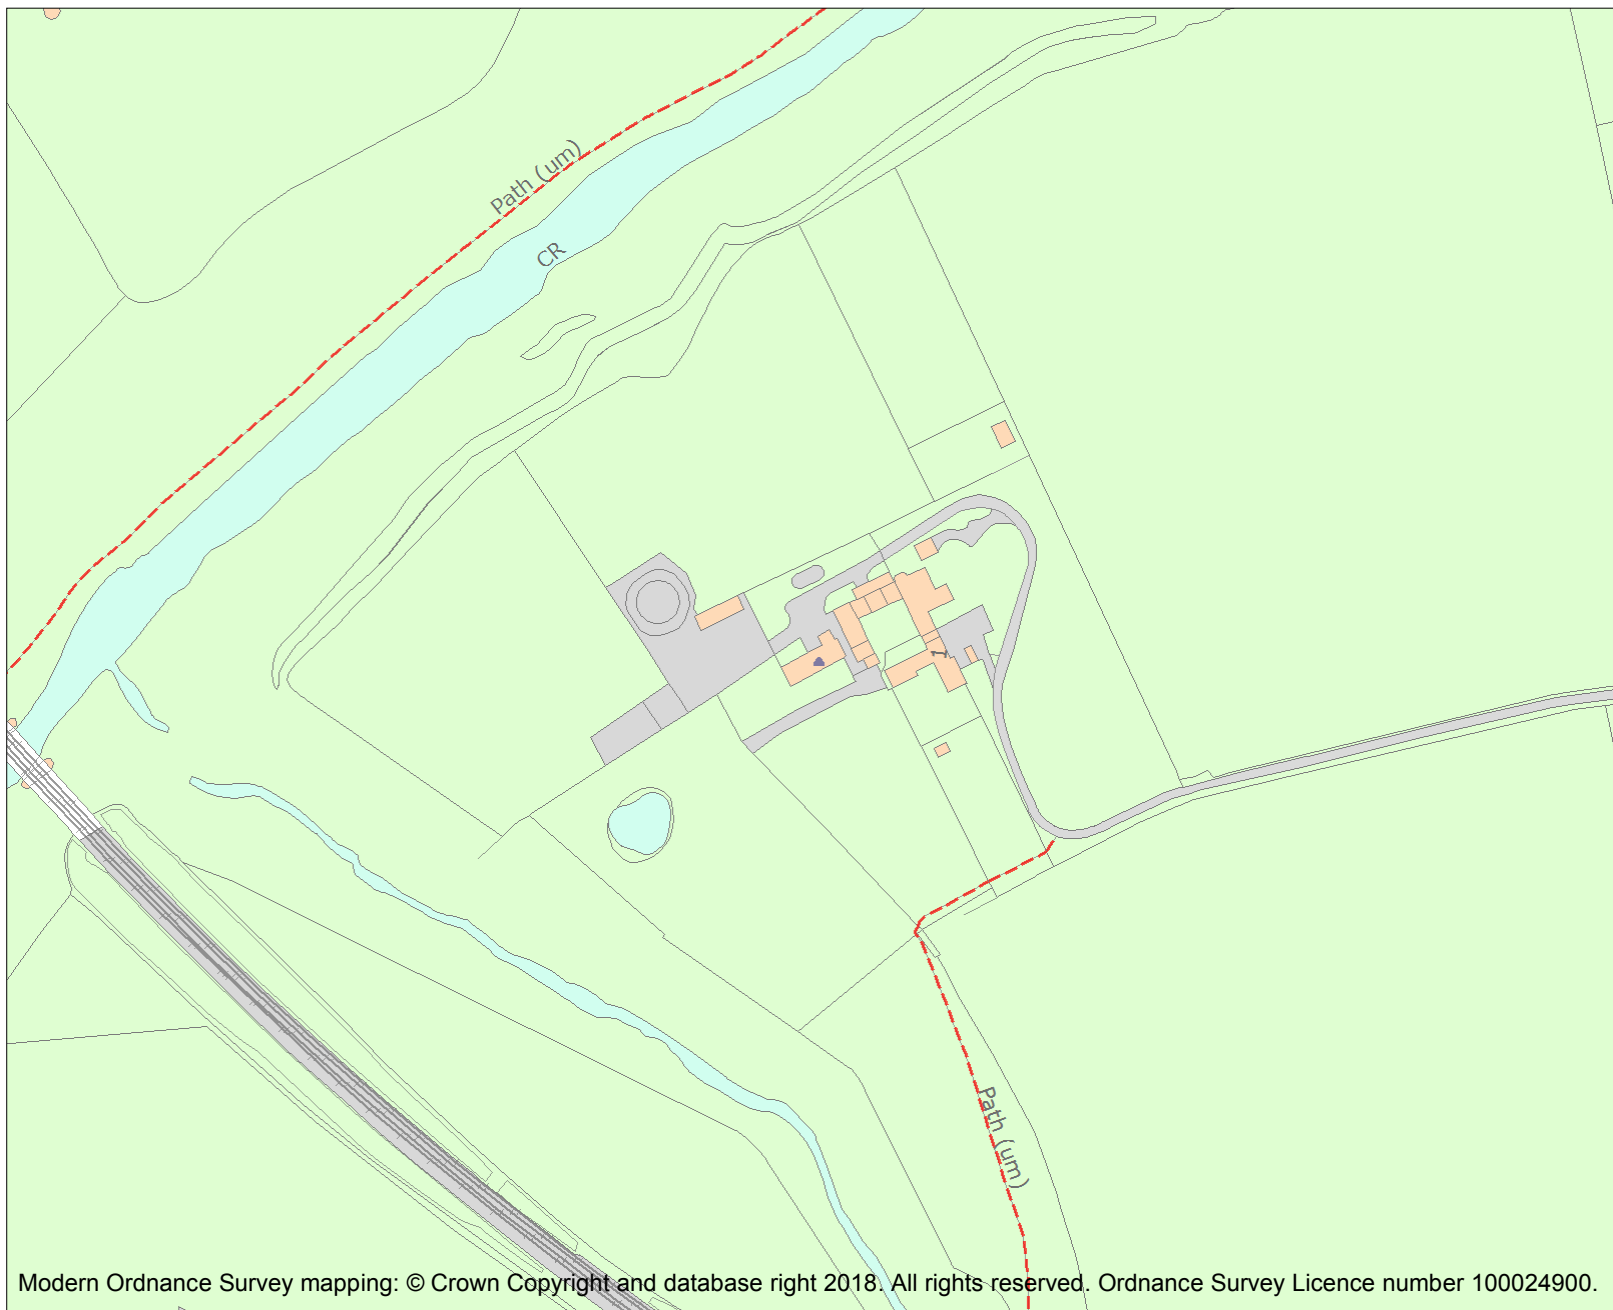 Path (um)
CR
1
Path (um)
Modern Ordnance Survey mapping: © Crown Copyright and database right 2018. All rights reserved. Ordnance Survey Licence number 100024900.